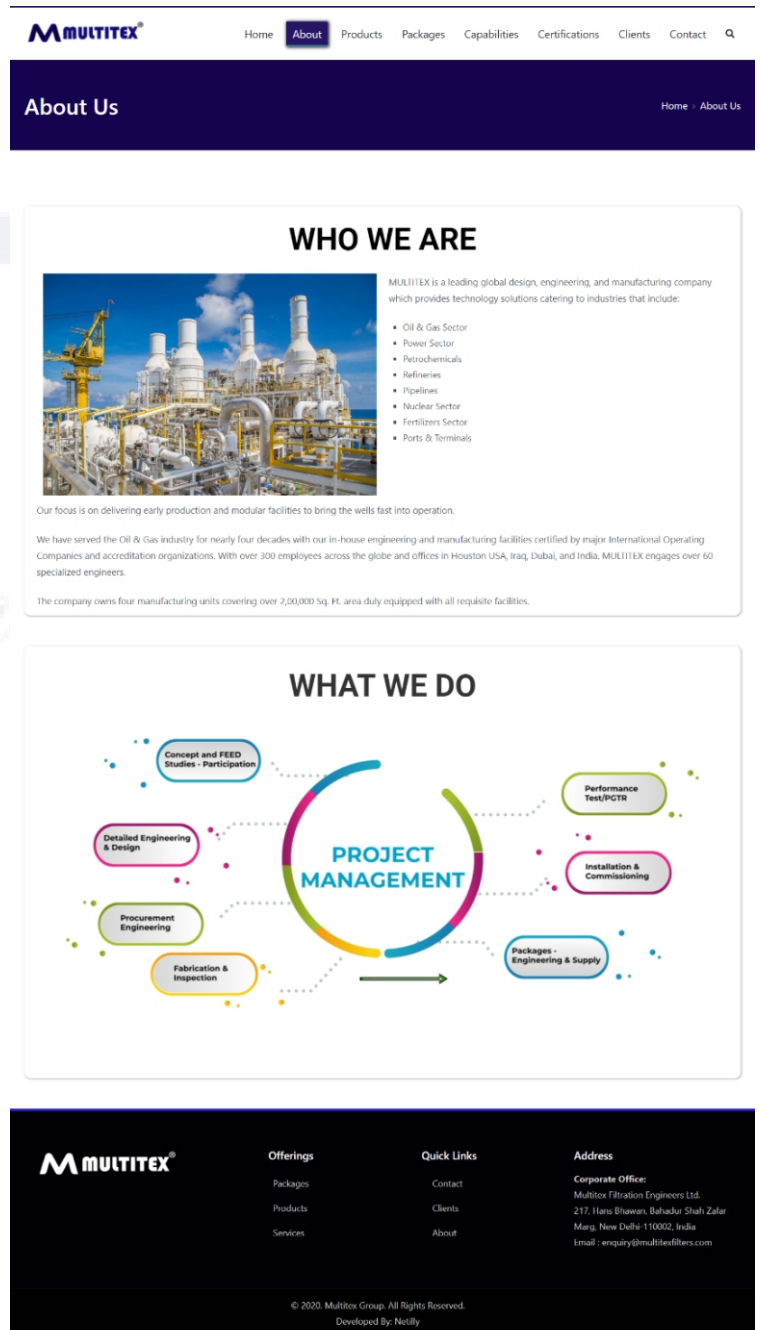 MULTITEX®
Home About Products Packages Capabilities Certifications Clients Contact
About Us
Home » About Us
WHO WE ARE
MULTITEX is a leading global design, engineering, and manufacturing company
which provides technology solutions catering to industries that include:
▪ Oil & Gas Sector
▪ Power Sector
▪ Petrochemicals
▪ Refineries
▪ Pipelines
▪ Nuclear Sector
▪ Fertilizers Sector
▪ Ports & Terminals
Our focus is on delivering early production and modular facilities to bring the wells fast into operation.
We have served the Oil & Gas industry for nearly four decades with our in-house engineering and manufacturing facilities certified by major International Operating
Companies and accreditation organizations. With over 300 employees across the globe and offices in Houston USA, Iraq, Dubai, and India. MULTITEX engages over 60
specialized engineers.
The company owns four manufacturing units covering over 2,00,000 Sq. Ft. area duly equipped with all requisite facilities.
WHAT WE DO
Concept and FEED
Studies - Participation
Detailed Engineering
& Design
Procurement
Engineering
Fabrication &
Inspection
PROJECT
MANAGEMENT
Performance
Test/PGTR
Installation &
Commissioning
Packages -
Engineering & Supply
MULTITEX®
Offerings
Packages
Products
Services
Quick Links
Contact
Clients
About
Address
Corporate Office:
Multitex Filtration Engineers Ltd.
217, Hans Bhawan, Bahadur Shah Zafar
Marg, New Delhi-110002, India
Email : enquiry@multitexfilters.com
© 2020. Multitex Group. All Rights Reserved.
Developed By: Netilly